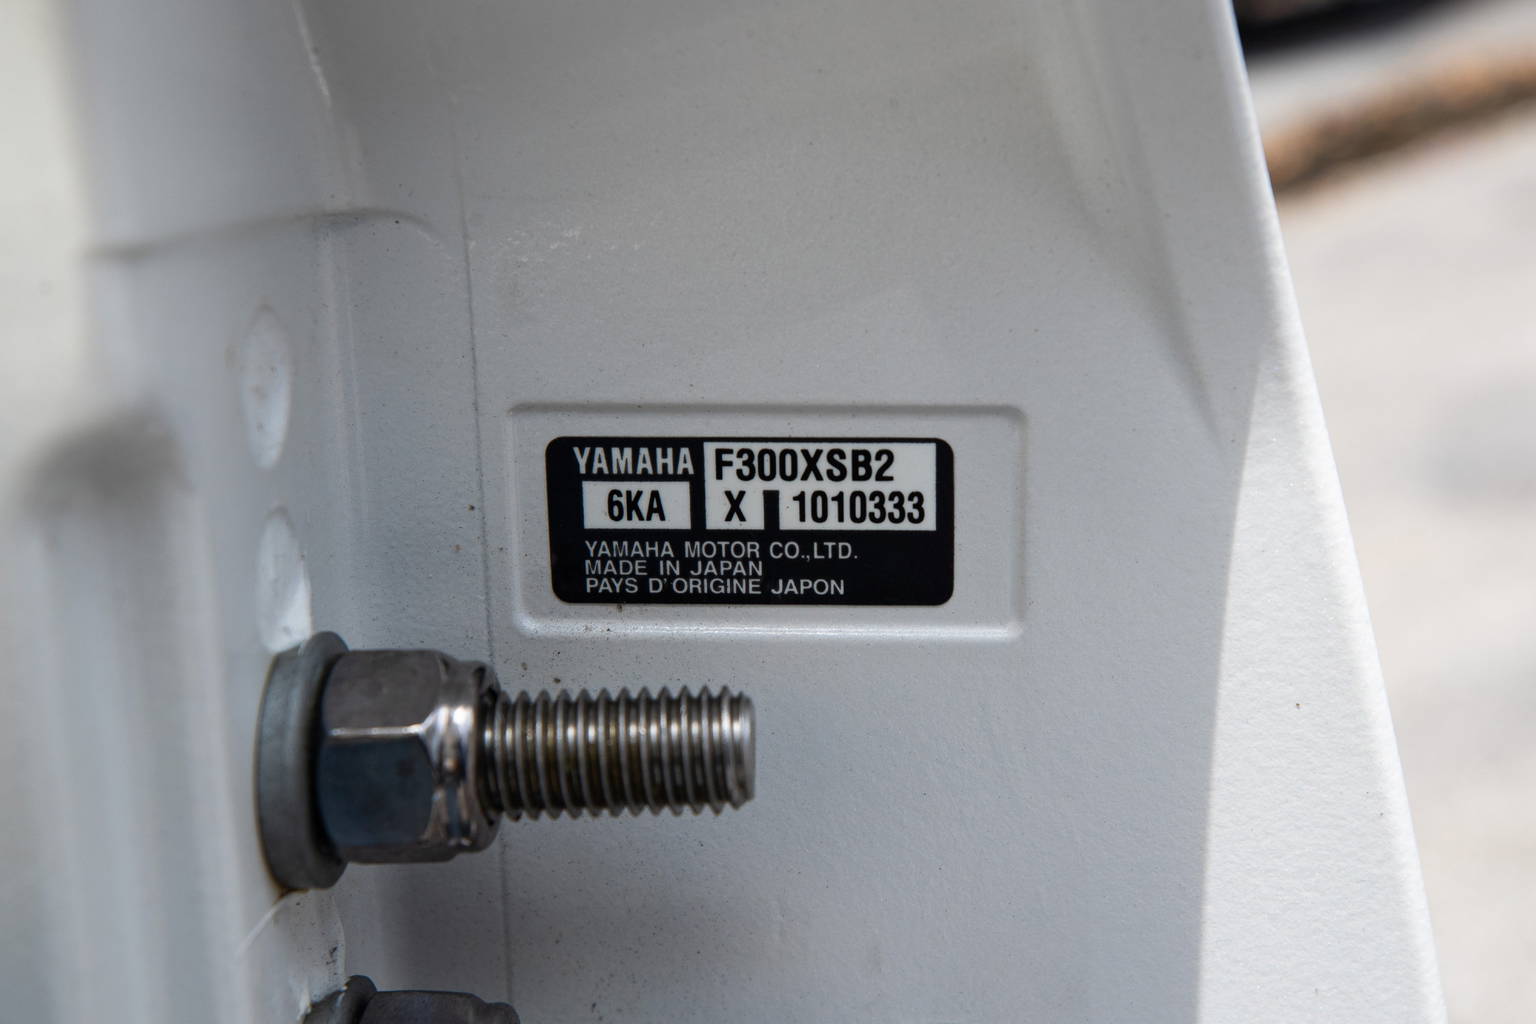 YAMAHA F300XSB2
6KA X 1010333
YAMAHA MOTOR CO.,LTD.
MADE IN JAPAN
PAYS D'ORIGINE JAPON